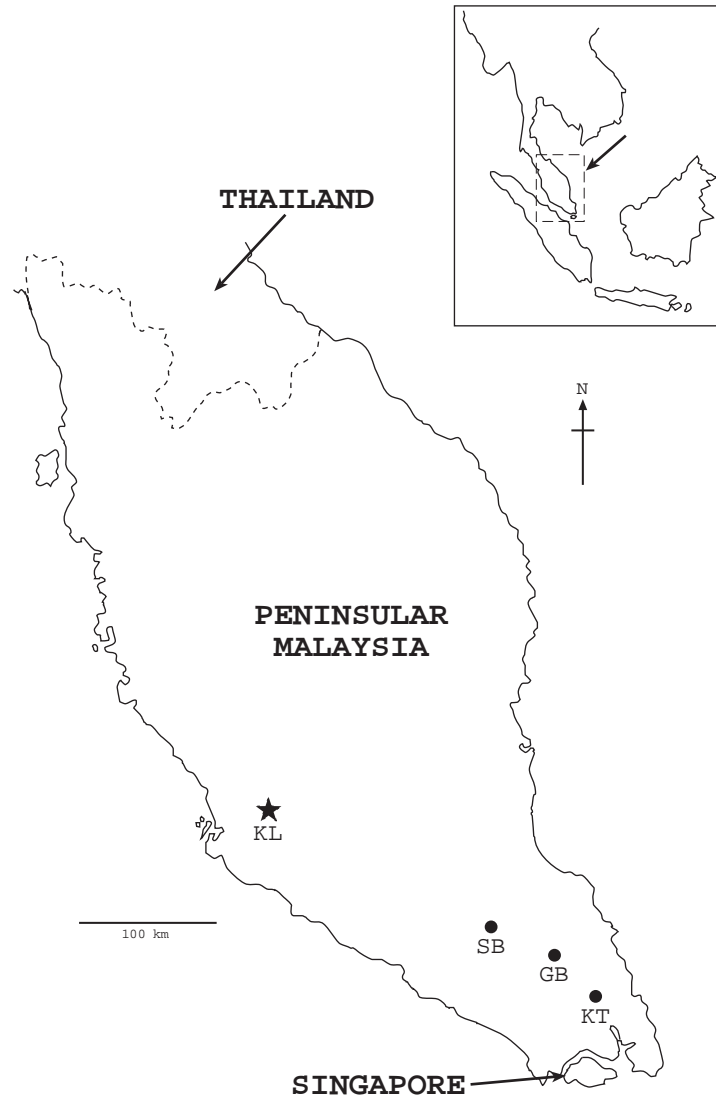 THAILAND
N
PENINSULAR
MALAYSIA
KL
100 km
SB
GB
KT
SINGAPORE